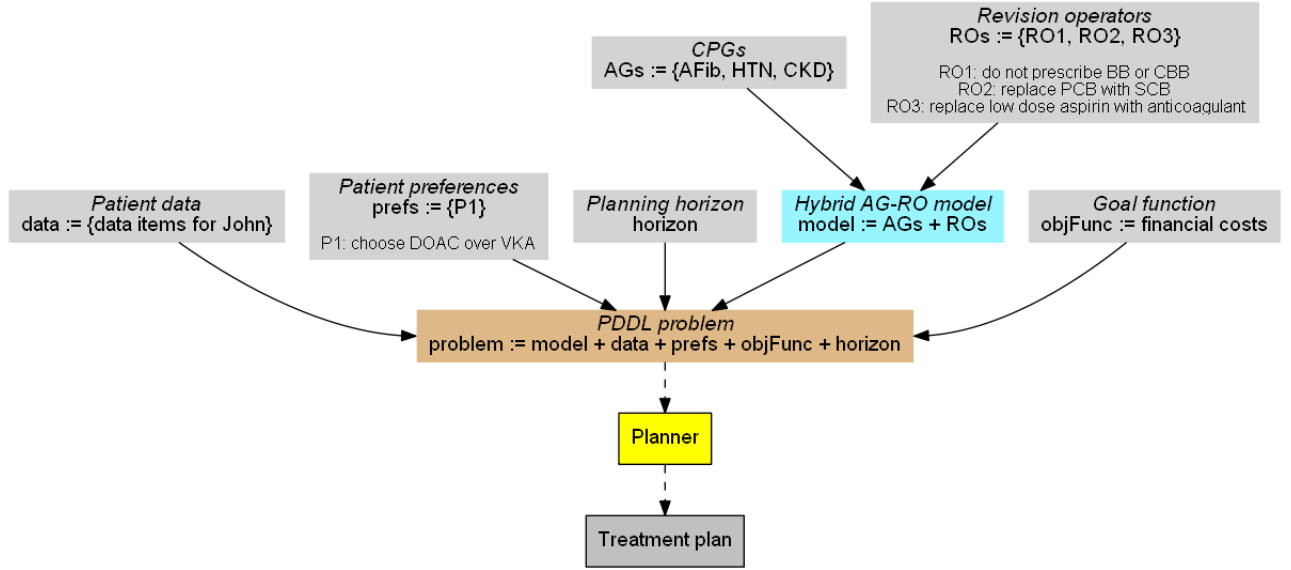 Revision operators
ROs := {RO1, RO2, RO3}
RO1: do not prescribe BB or CBB
RO2: replace PCB with SCB
RO3: replace low dose aspirin with anticoagulant
CPGs
AGs := {AFib, HTN, CKD}
Patient data
data := {data items for John}
Patient preferences
prefs := {P1}
P1: choose DOAC over VKA
Planning horizon
horizon
Hybrid AG-RO model
model := AGs + ROs
Goal function
objFunc := financial costs
PDDL problem
problem := model + data + prefs + objFunc + horizon
Planner
Treatment plan